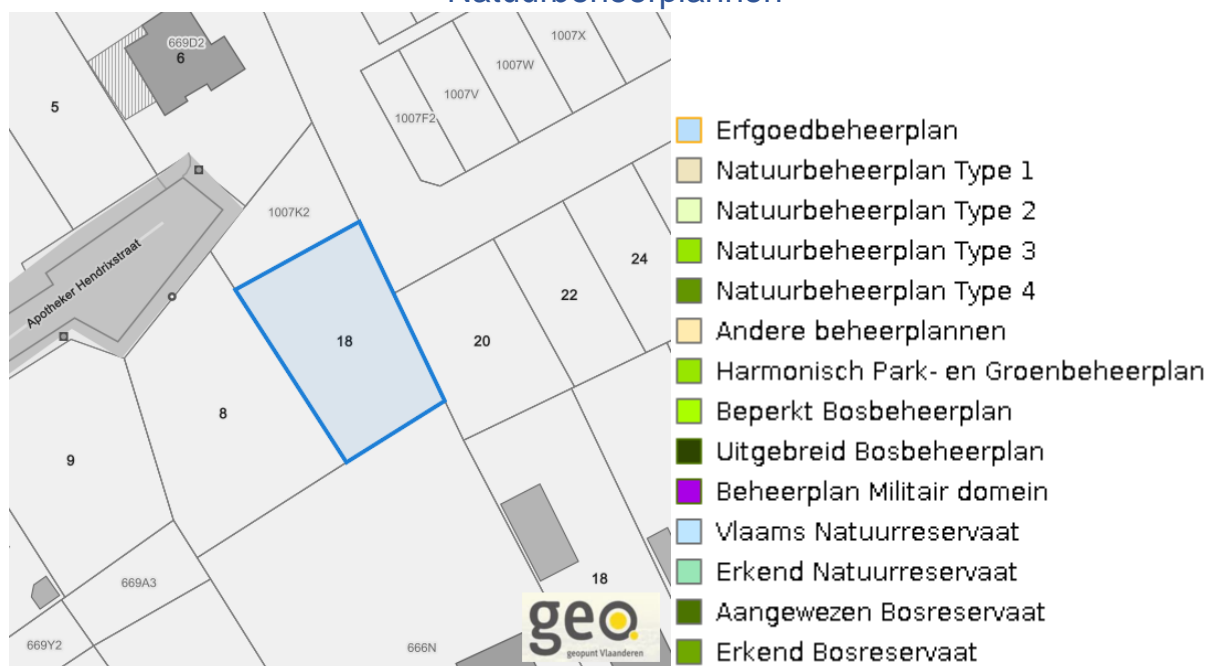 Natuurbeheerplannen
669D2
6
5
1007X
1007W
1007V
1007F2
1007K2
Apotheker Hendrixstraat
24
22
20
18
8
9
669A3
18
669Y2
666N
geo.
geopunt Vlaanderen
Erfgoedbeheerplan
Natuurbeheerplan Type 1
Natuurbeheerplan Type 2
Natuurbeheerplan Type 3
Natuurbeheerplan Type 4
Andere beheerplannen
Harmonisch Park- en Groenbeheerplan
Beperkt Bosbeheerplan
Uitgebreid Bosbeheerplan
Beheerplan Militair domein
Vlaams Natuurreservaat
Erkend Natuurreservaat
Aangewezen Bosreservaat
Erkend Bosreservaat